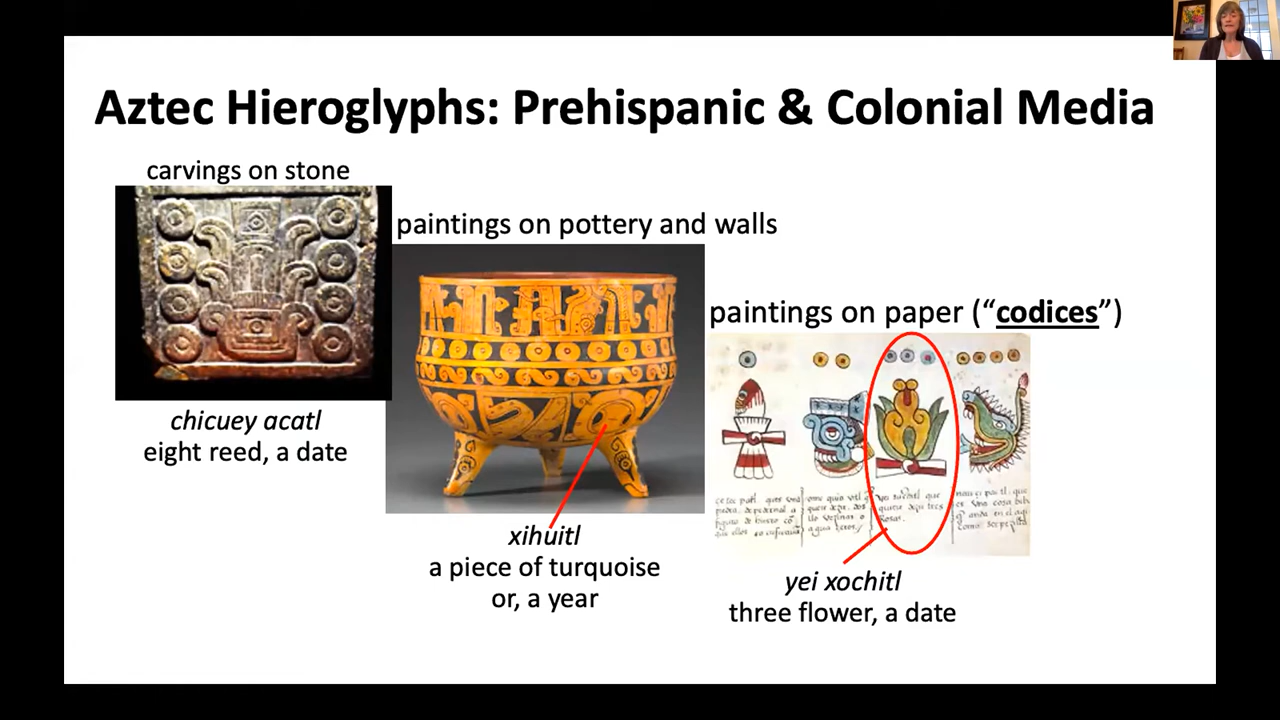 Aztec Hieroglyphs: Prehispanic & Colonial Media
carvings on stone
paintings on pottery and walls
paintings on paper (“codices”)
chicuey acatl
eight reed, a date
xihuitl
a piece of turquoise
or, a year
yei xochitl
three flower, a date